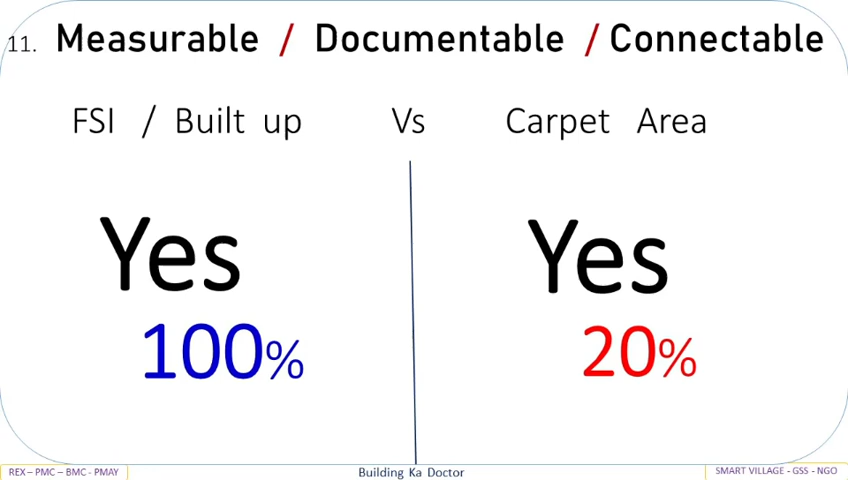 11. Measurable / Documentable / Connectable
FSI / Built up Vs Carpet Area
Yes Yes
100% 20%
REX – PMC – BMC - PMAY Building Ka Doctor SMART VILLAGE - GSS - NGO